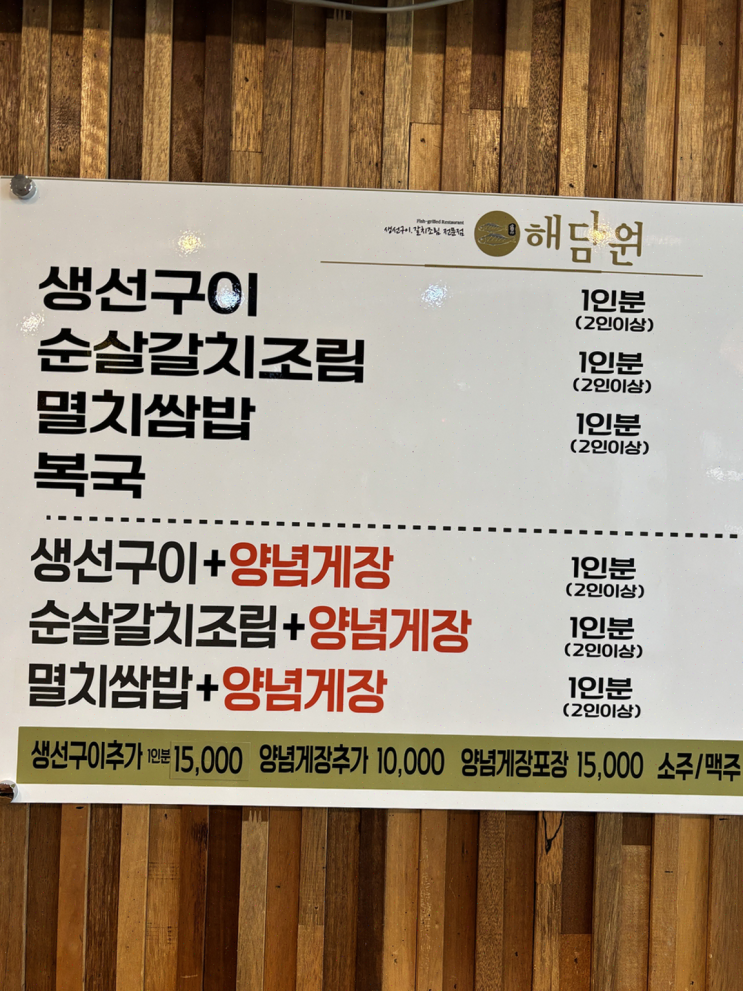 Fish-grilled Restaurant
생선구이.갈치조림 전문점
해담원
생선구이 1인분
(2인이상)
순살갈치조림 1인분
(2인이상)
멸치쌈밥 1인분
(2인이상)
복국
생선구이+양념게장 1인분
(2인이상)
순살갈치조림+양념게장 1인분
(2인이상)
멸치쌈밥+양념게장 1인분
(2인이상)
생선구이추가 1인분 15,000 양념게장추가 10,000 양념게장포장 15,000 소주/맥주